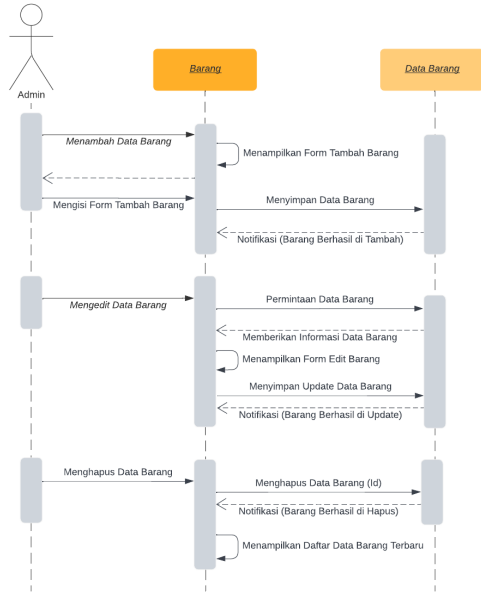 Barang
Data Barang
Admin
Menambah Data Barang
Menampilkan Form Tambah Barang
Mengisi Form Tambah Barang
Menyimpan Data Barang
Notifikasi (Barang Berhasil di Tambah)
Mengedit Data Barang
Permintaan Data Barang
Memberikan Informasi Data Barang
Menampilkan Form Edit Barang
Menyimpan Update Data Barang
Notifikasi (Barang Berhasil di Update)
Menghapus Data Barang
Menghapus Data Barang (Id)
Notifikasi (Barang Berhasil di Hapus)
Menampilkan Daftar Data Barang Terbaru